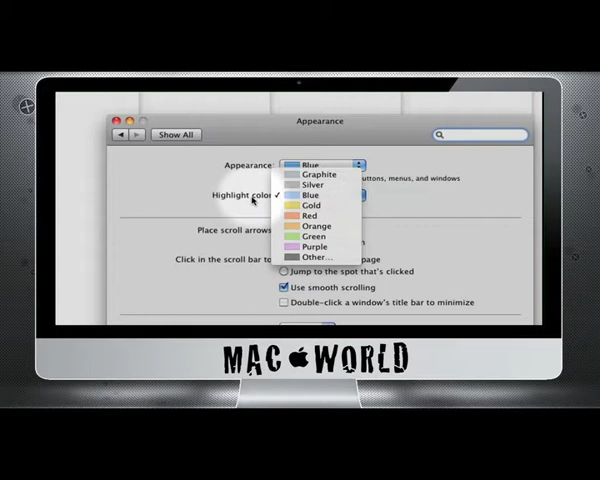 Appearance
Show All
Appearance: Blue
Graphite
uttons, menus, and windows
Silver
Highlight color ✓ Blue
Gold
Red
Orange
Place scroll arrows
Green
Purple
Click in the scroll bar to
page
Other...
Jump to the spot that's clicked
Use smooth scrolling
Double-click a window's title bar to minimize
MAC WORLD